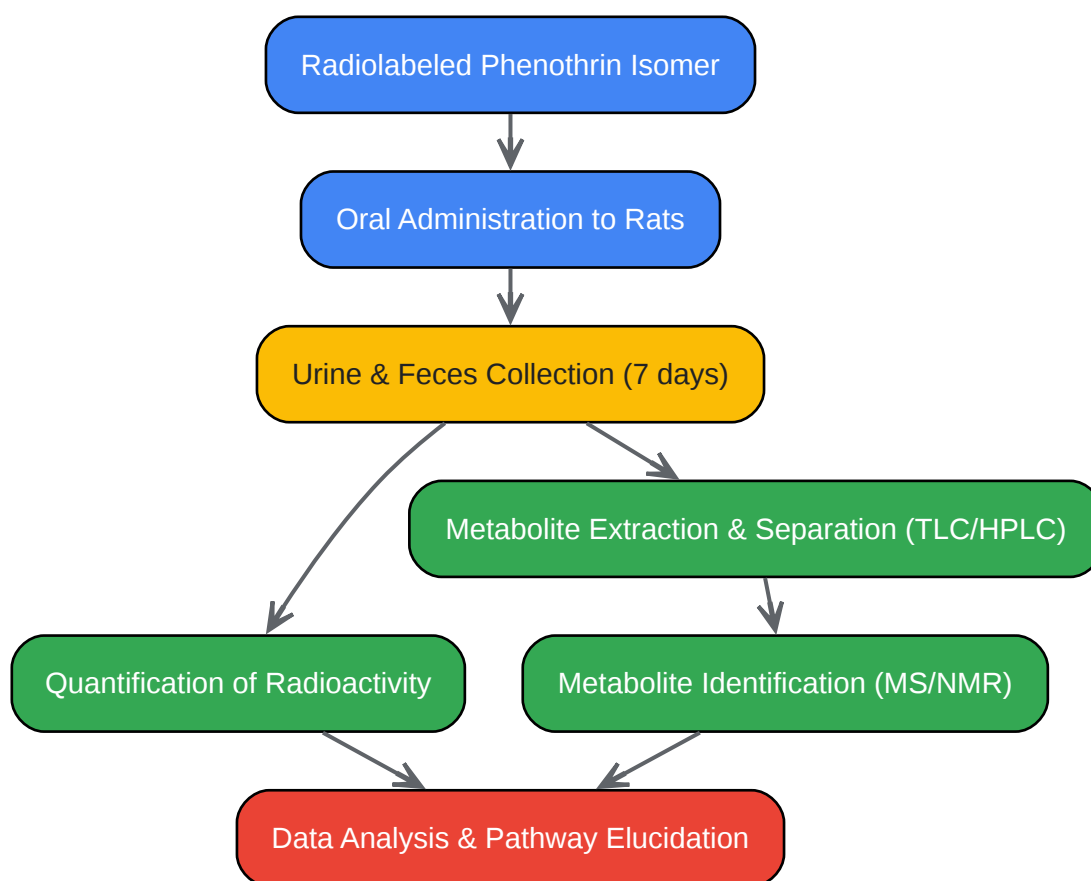 Radiolabeled Phenothrin Isomer
Oral Administration to Rats
Urine & Feces Collection (7 days)
Metabolite Extraction & Separation (TLC/HPLC)
Quantification of Radioactivity
Metabolite Identification (MS/NMR)
Data Analysis & Pathway Elucidation